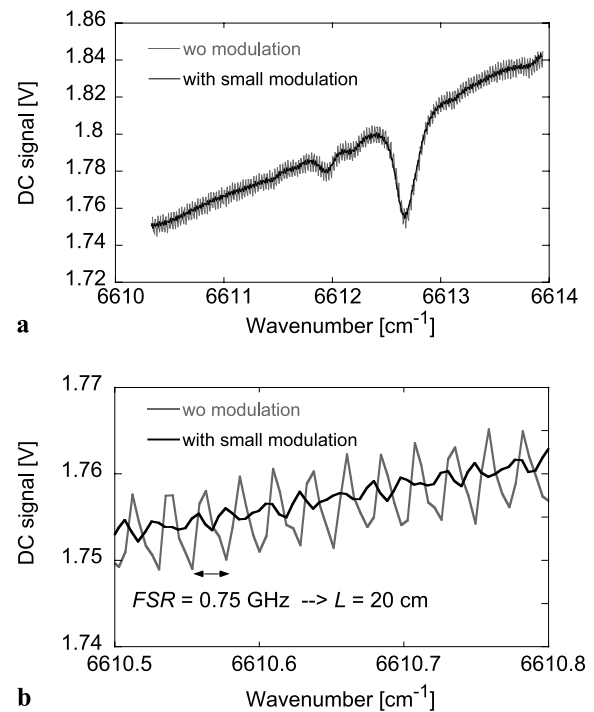 1.86
1.84
1.82
1.8
1.78
1.76
1.74
1.72
DC signal [V]
wo modulation
with small modulation
6610 6611 6612 6613 6614
Wavenumber [cm⁻¹]
a
1.77
1.76
1.75
1.74
DC signal [V]
wo modulation
with small modulation
FSR = 0.75 GHz --> L = 20 cm
6610.5 6610.6 6610.7 6610.8
Wavenumber [cm⁻¹]
b